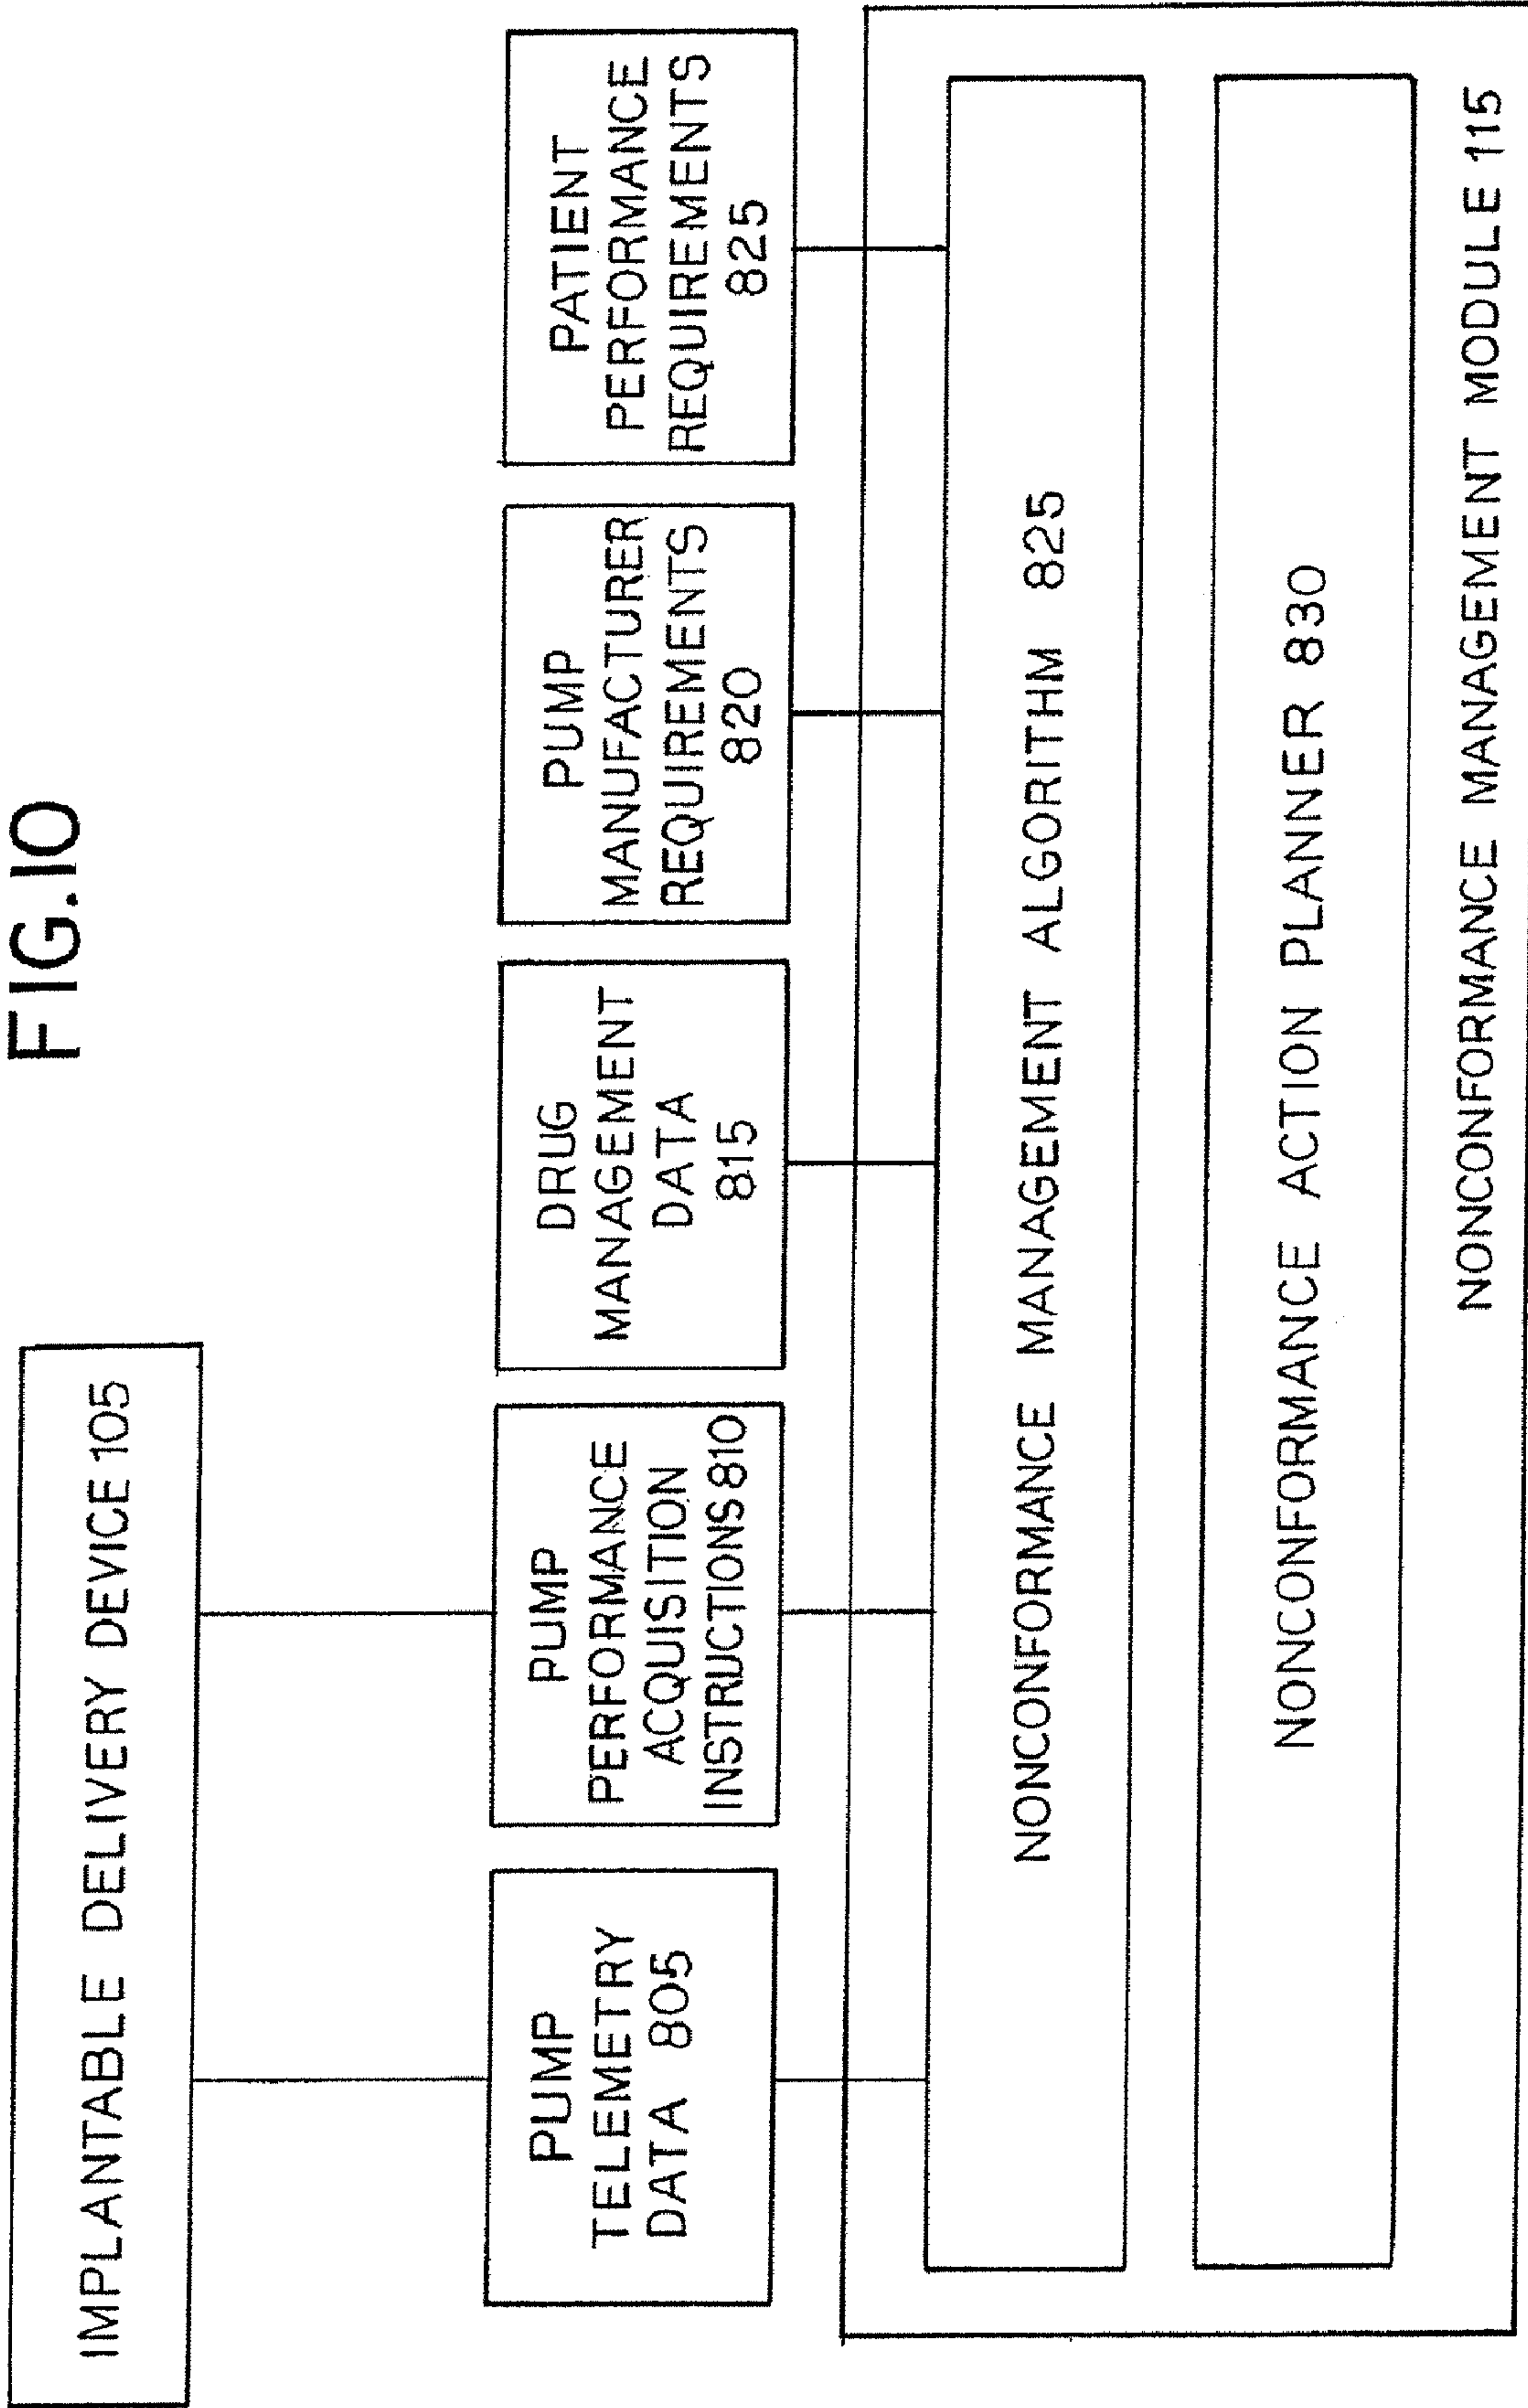 FIG.10
IMPLANTABLE DELIVERY DEVICE 105
PUMP
TELEMETRY
DATA 805
PUMP
PERFORMANCE
ACQUISITION
INSTRUCTIONS 810
DRUG
MANAGEMENT
DATA
815
PUMP
MANUFACTURER
REQUIREMENTS
820
PATIENT
PERFORMANCE
REQUIREMENTS
825
NONCONFORMANCE MANAGEMENT ALGORITHM 825
NONCONFORMANCE ACTION PLANNER 830
NONCONFORMANCE MANAGEMENT MODULE 115